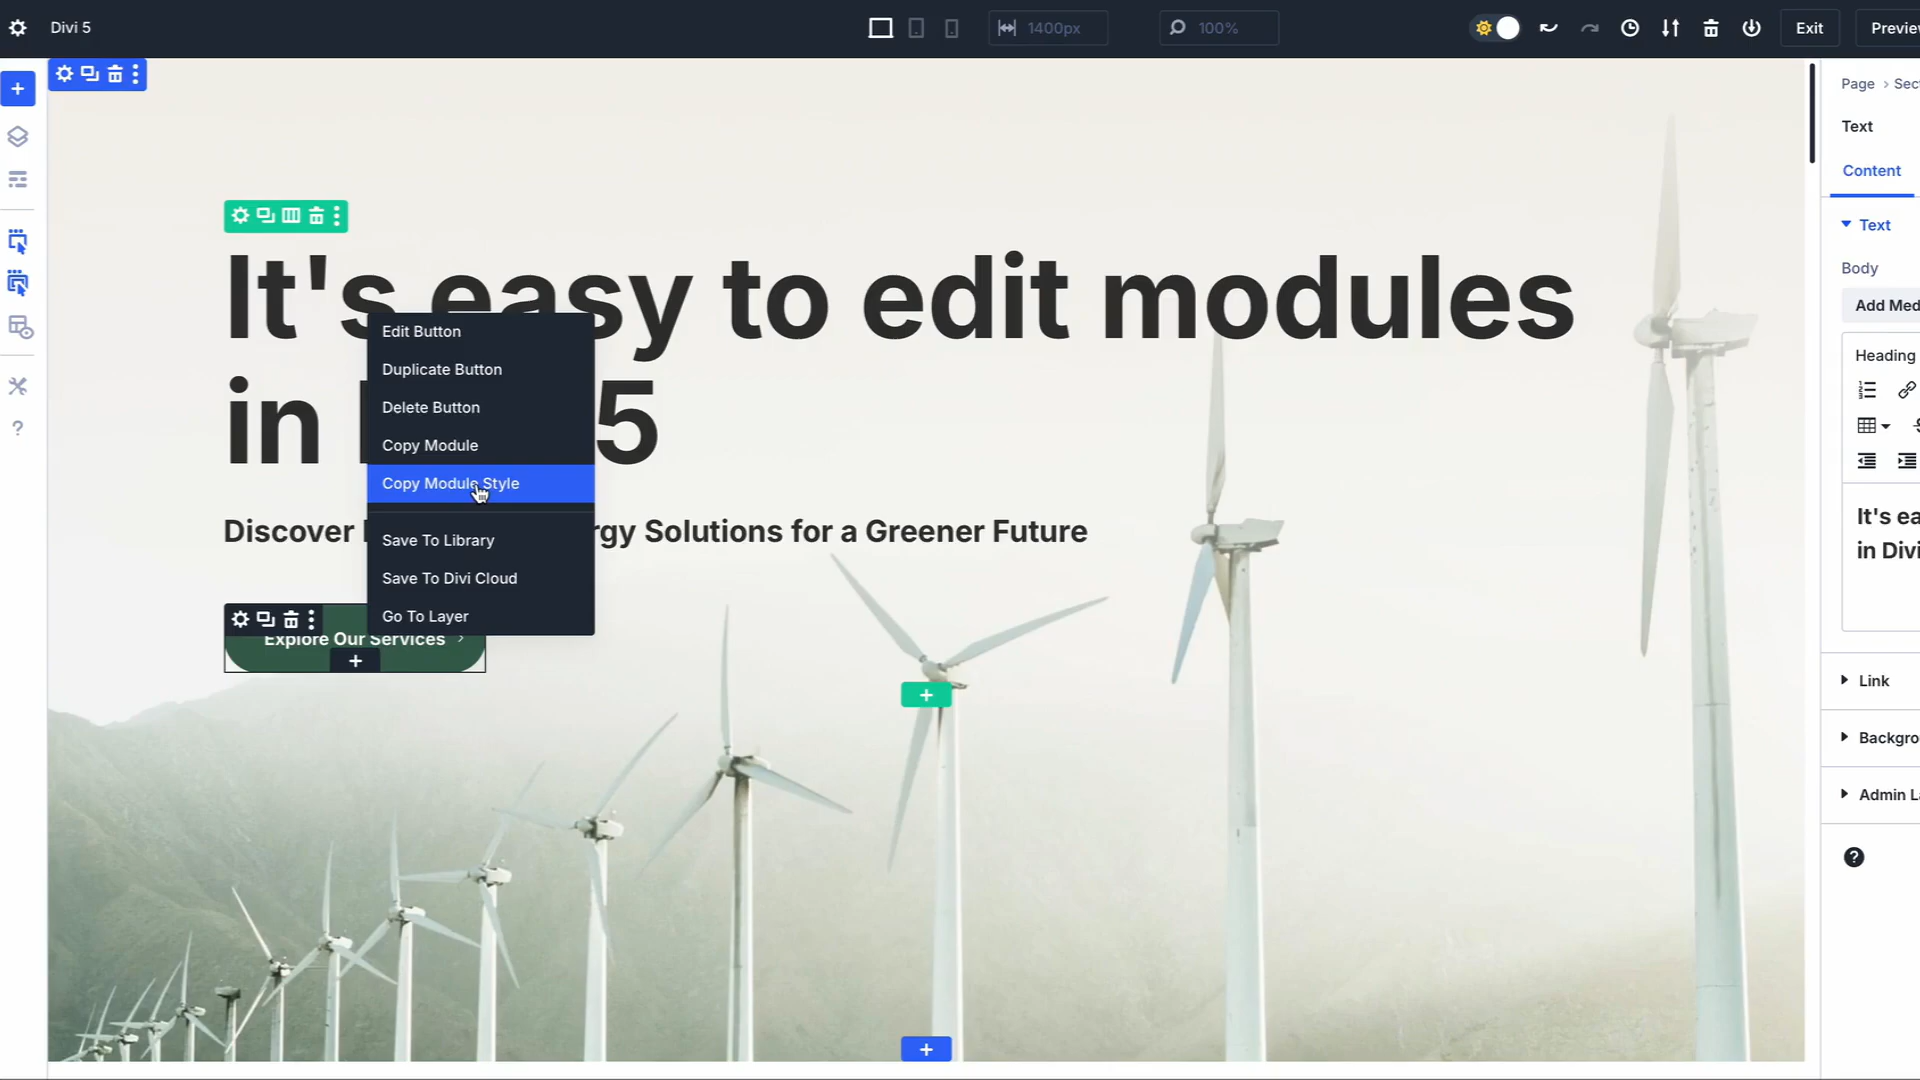 Divi 5
1400px
100%
Exit
Preview
Page > Sec
Text
Content
Text
Body
Add Med
Heading
It's ea
in Divi
Link
Backgro
Admin La
It's easy to edit modules
in 5
Edit Button
Duplicate Button
Delete Button
Copy Module
Copy Module Style
Save To Library
Save To Divi Cloud
Go To Layer
Discover rgy Solutions for a Greener Future
Explore Our Services